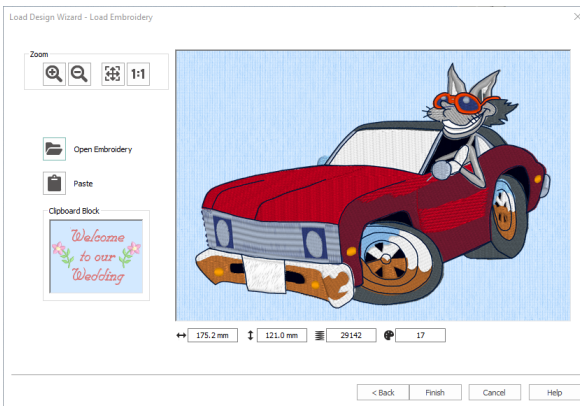 Load Design Wizard - Load Embroidery
Zoom
1:1
Open Embroidery
Paste
Clipboard Block
Welcome
to our
Wedding
175.2 mm
121.0 mm
29142
17
< Back
Finish
Cancel
Help